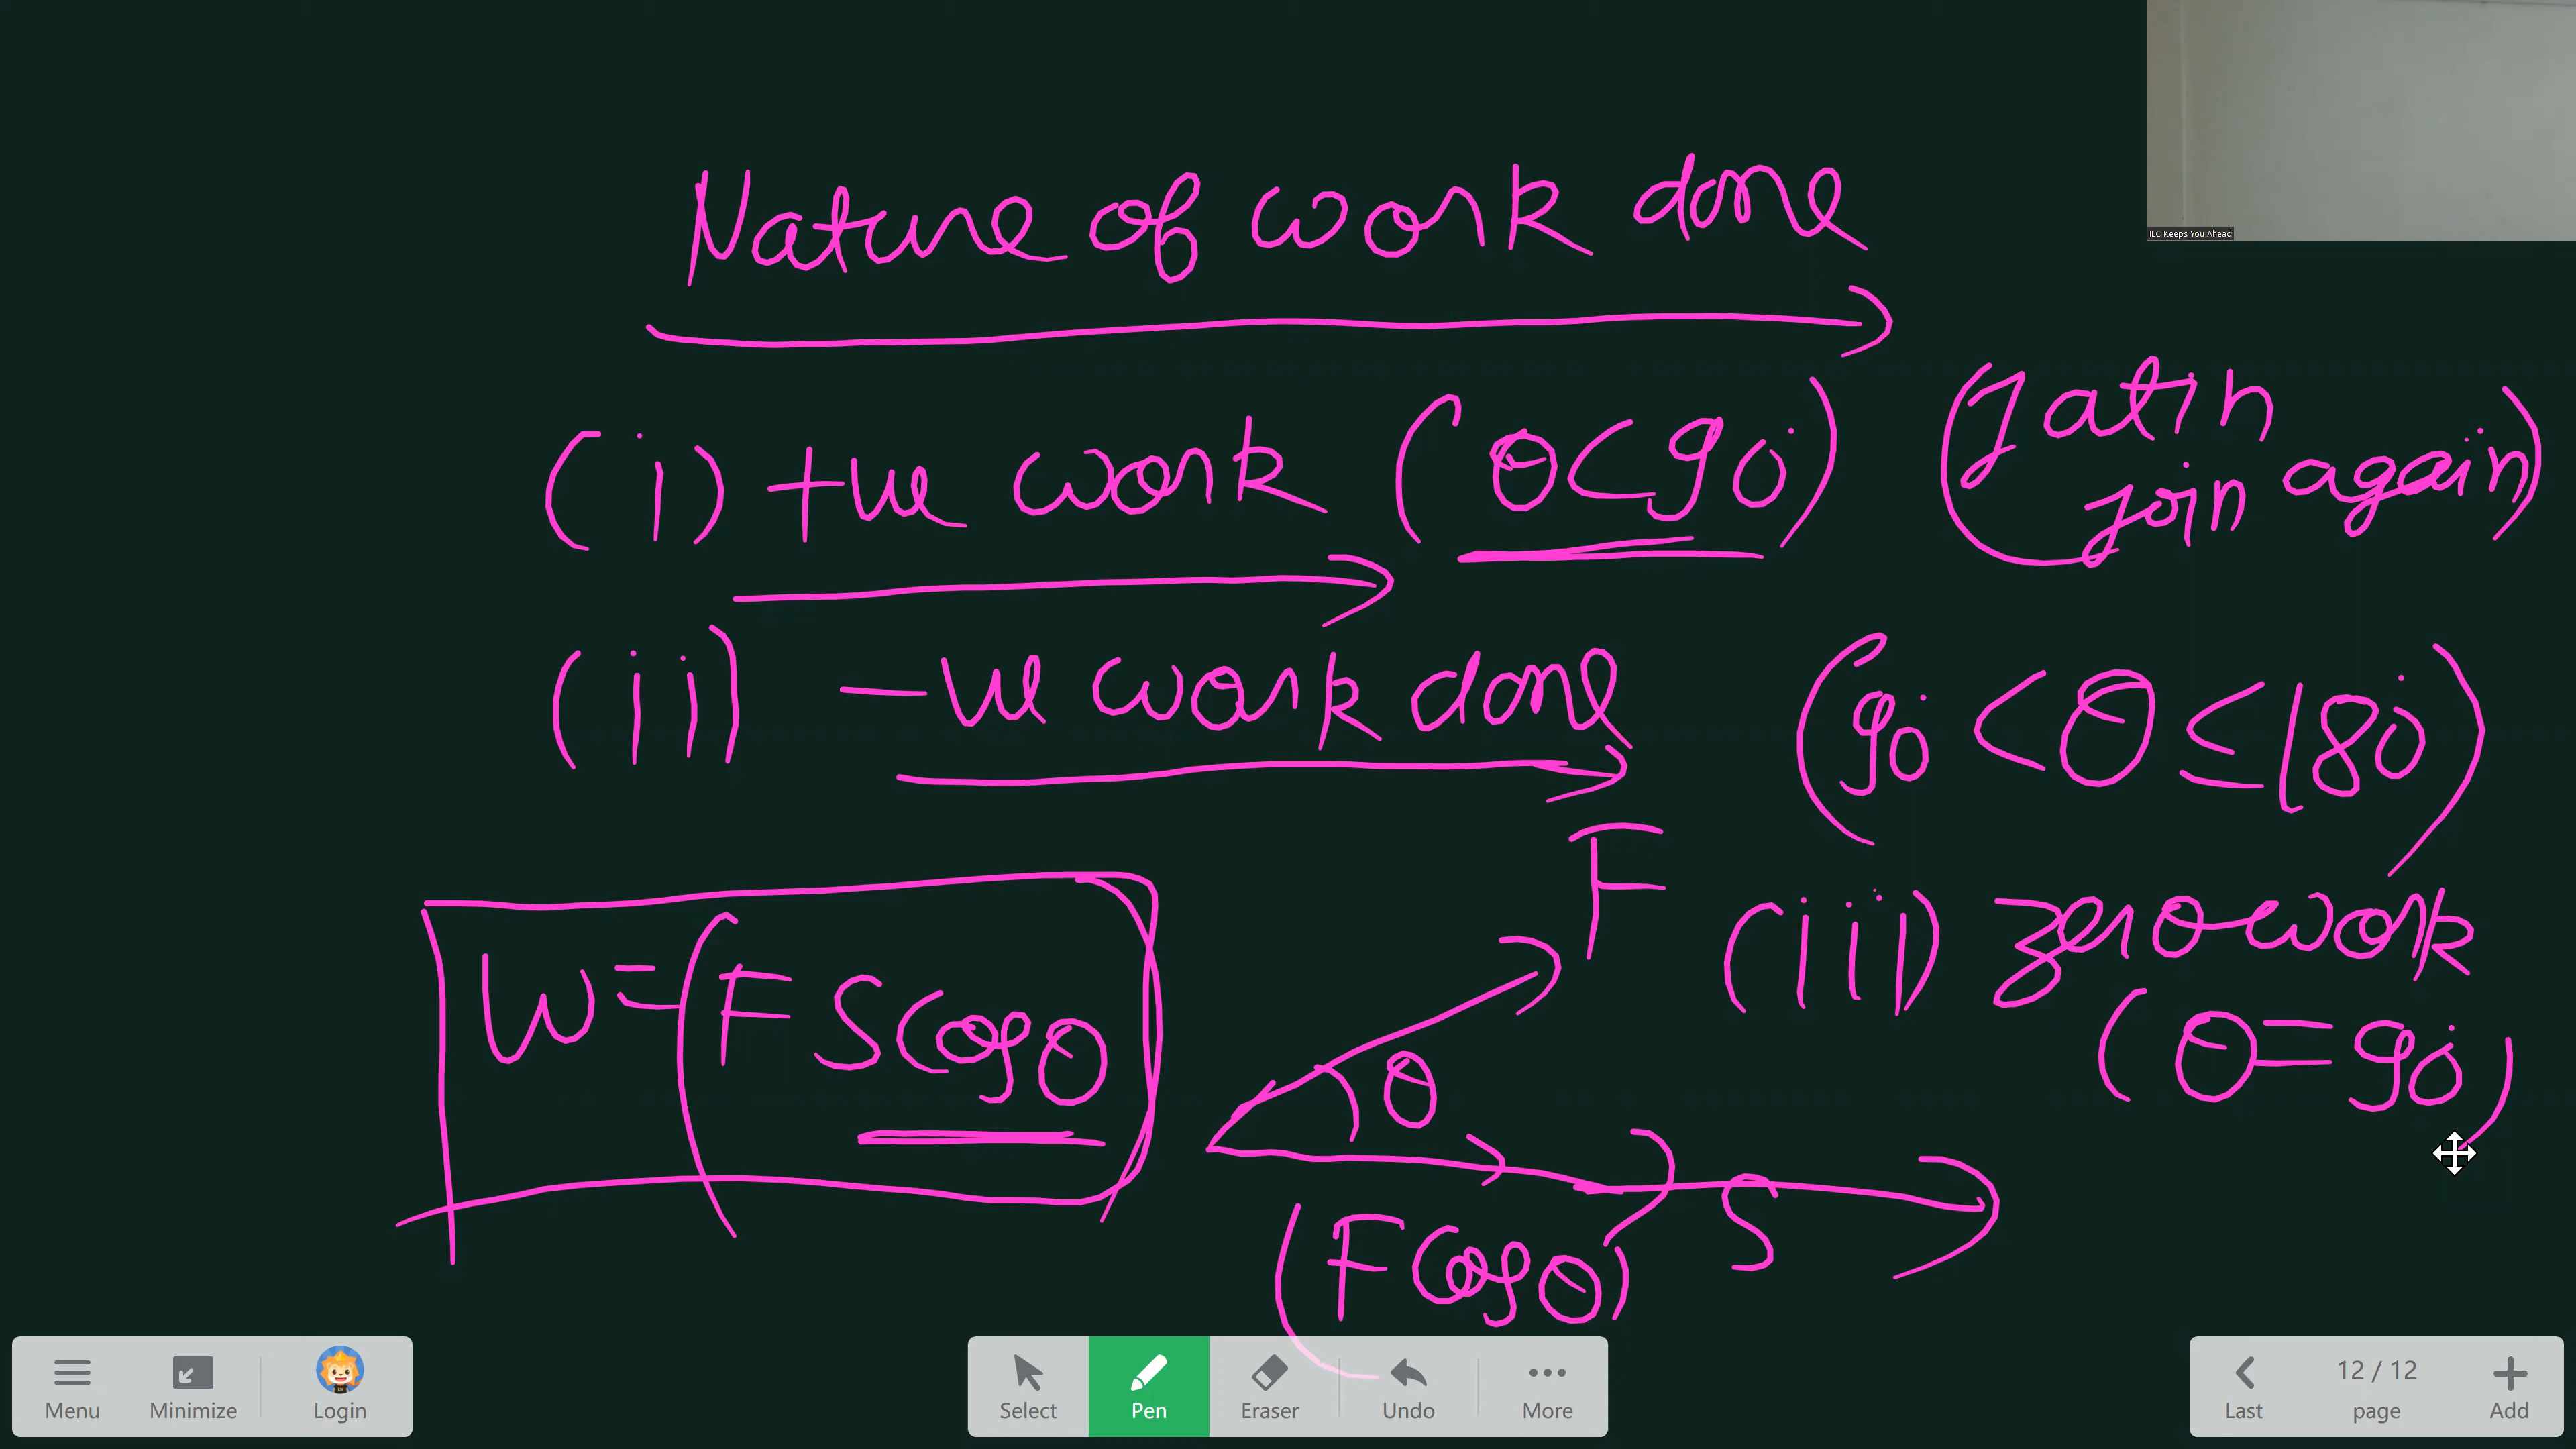 ILC Keeps You Ahead
Nature of work done
(i) +ve work (θ<90°)
(Jatin
join again)
(ii) -ve work done (90°<θ≤180°)
F
(iii) zero work
(θ=90°)
W=(FScosθ)
θ
S
(Fcosθ)
Menu Minimize Login Select Pen Eraser Undo More Last 12 / 12 page Add